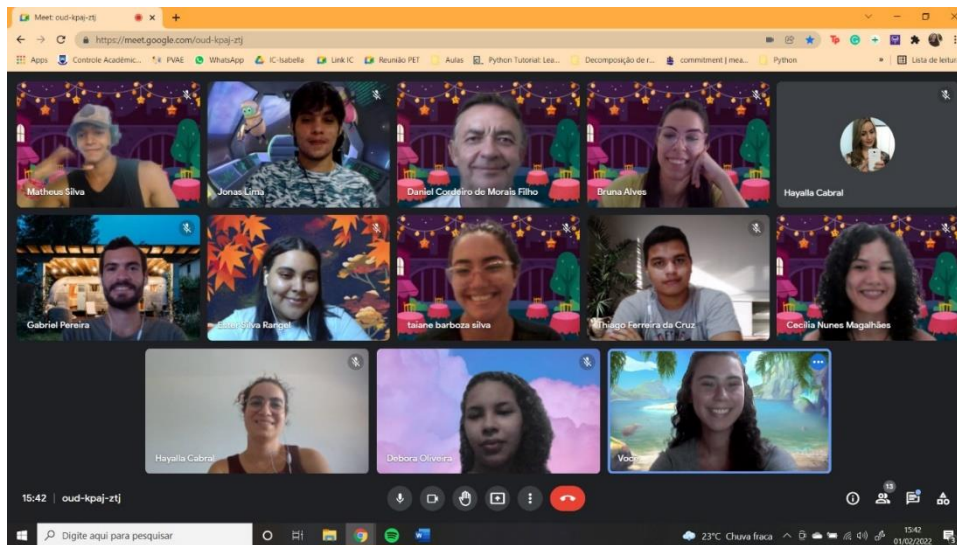 Meet: oud-kpaj-ztj
https://meet.google.com/oud-kpaj-ztj
Apps Controle Acadêmic... PVAE WhatsApp IC-Isabella Link IC Reunião PET Aulas Python Tutorial: Lea... Decomposição de r... commitment | mea... Python Lista de leitur
Matheus Silva
Jonas Lima
Daniel Cordeiro de Morais Filho
Bruna Alves
Hayalla Cabral
Gabriel Pereira
Ester Silva Rangel
taiane barboza silva
Thiago Ferreira da Cruz
Cecília Nunes Magalhães
Hayalla Cabral
Debora Oliveira
Você
15:42 | oud-kpaj-ztj
13
Digite aqui para pesquisar
23°C Chuva fraca
15:42
01/02/2022
3